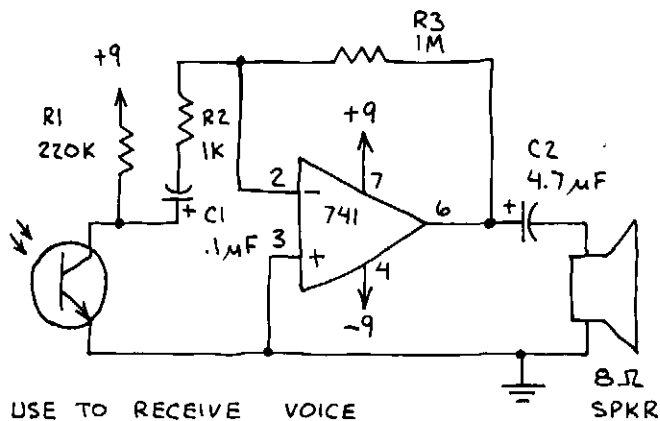 R3
1M
+9
R1
220K
R2
1K
+9
C2
4.7µF
2
−
7
741
6
+
+
C1
.1µF
3
+
4
-9
8Ω
SPKR
USE TO RECEIVE VOICE